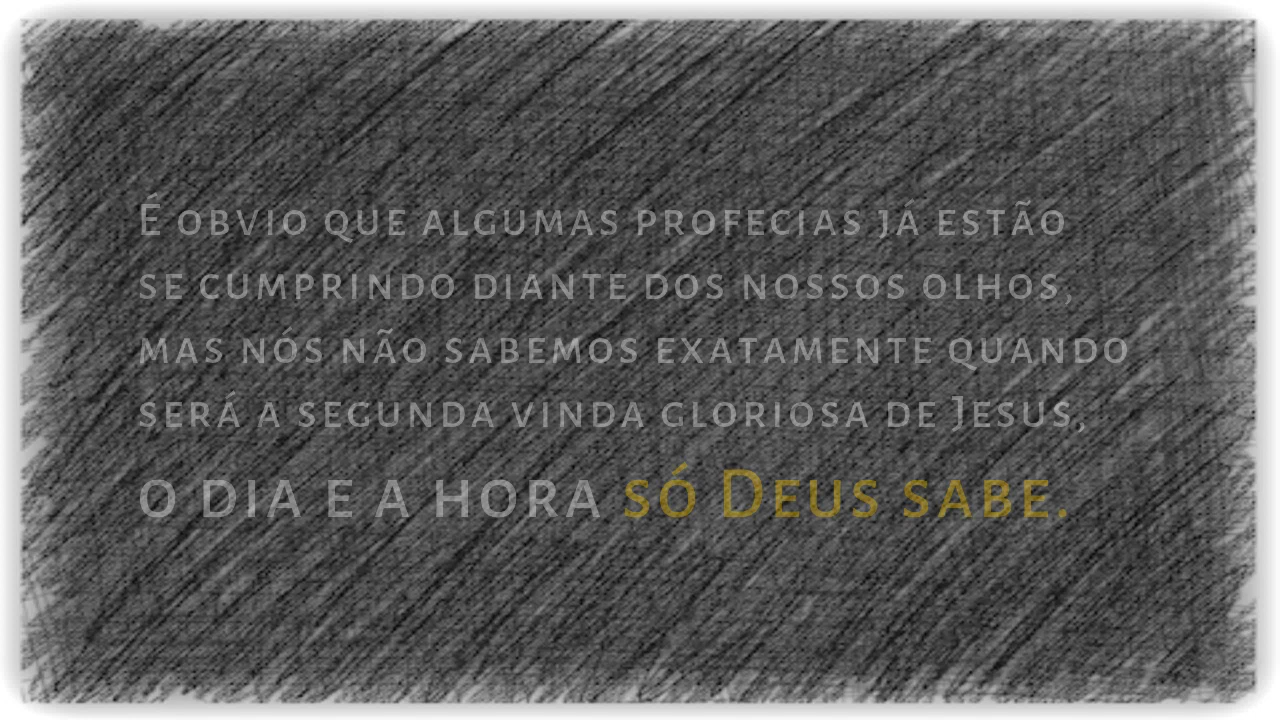 É obvio que algumas profecias já estão
se cumprindo diante dos nossos olhos,
mas nós não sabemos exatamente quando
será a segunda vinda gloriosa de Jesus,
o dia e a hora só Deus sabe.